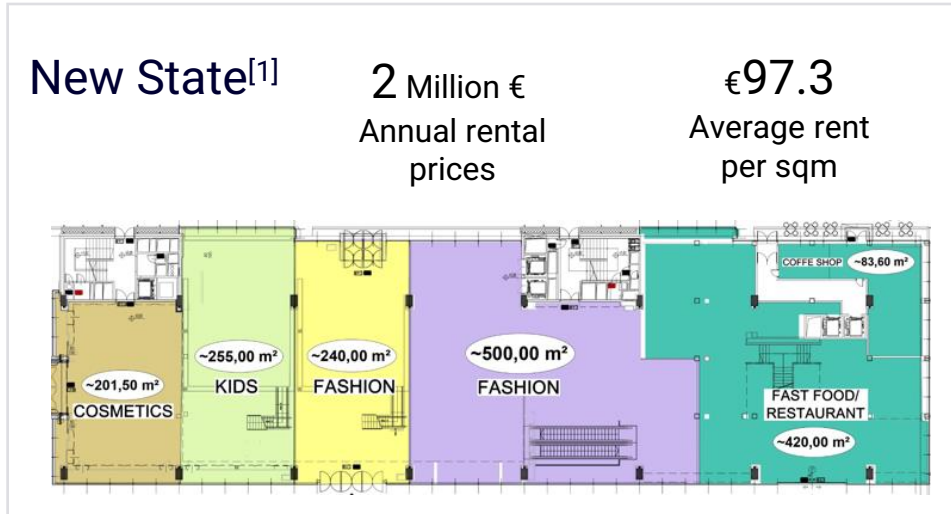 New State[1]
2 Million €
Annual rental
prices
€97.3
Average rent
per sqm
COFFE SHOP
~83,60 m²
~201,50 m²
COSMETICS
~255,00 m²
KIDS
~240,00 m²
FASHION
~500,00 m²
FASHION
FAST FOOD/
RESTAURANT
~420,00 m²